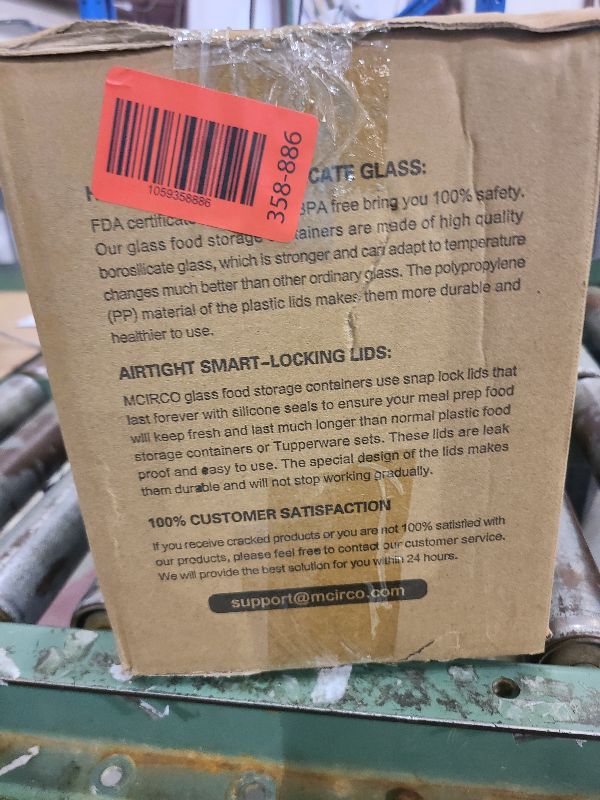 1059358886
358-886
CATE GLASS:
FDA certificat BPA free bring you 100% safety.
Our glass food storage tainers are made of high quality
borosilicate glass, which is stronger and can adapt to temperature
changes much better than other ordinary glass. The polypropylene
(PP) material of the plastic lids makes them more durable and
healthier to use.
AIRTIGHT SMART-LOCKING LIDS:
MCIRCO glass food storage containers use snap lock lids that
last forever with silicone seals to ensure your meal prep food
will keep fresh and last much longer than normal plastic food
storage containers or Tupperware sets. These lids are leak
proof and easy to use. The special design of the lids makes
them durable and will not stop working gradually.
100% CUSTOMER SATISFACTION
If you receive cracked products or you are not 100% satisfied with
our products, please feel free to contact our customer service.
We will provide the best solution for you within 24 hours.
support@mcirco.com